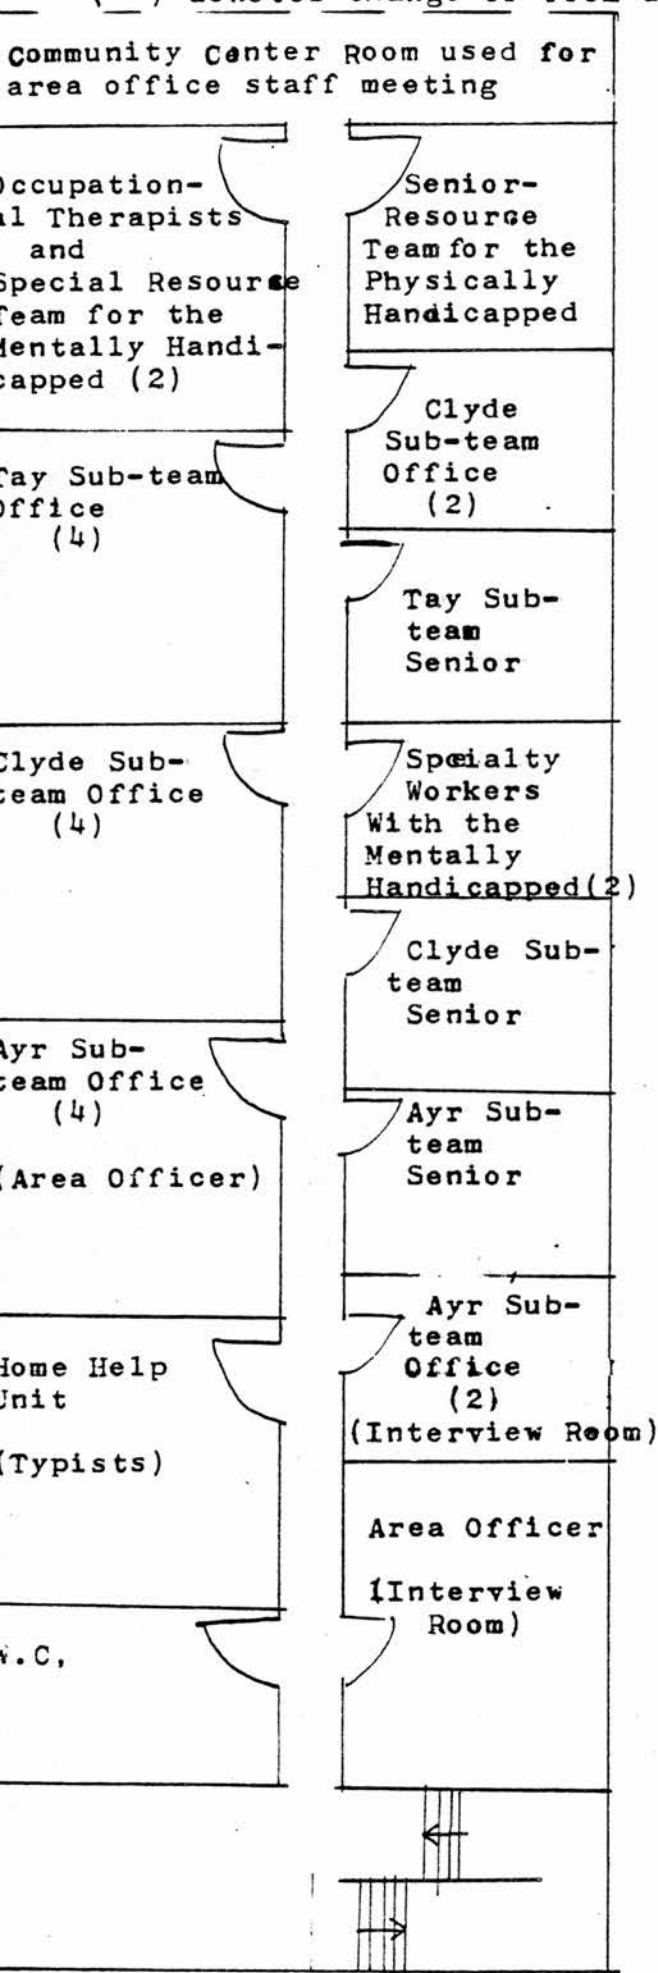 denotes change of
Community Center Room used for
area office staff meeting
Occupation-
al Therapists
and
Special Resource
Team for the
Mentally Handi-
capped (2)
Senior-
Resource
Team for the
Physically
Handicapped
Clyde
Sub-team
Office
(2)
Tay Sub-team
Office
(4)
Tay Sub-
team
Senior
Clyde Sub-
team Office
(4)
Specialty
Workers
With the
Mentally
Handicapped(2)
Clyde Sub-
team
Senior
Ayr Sub-
team Office
(4)
(Area Officer)
Ayr Sub-
team
Senior
Ayr Sub-
team
Office
(2)
(Interview Room)
Home Help
Unit
(Typists)
Area Officer
(Interview
Room)
W.C,